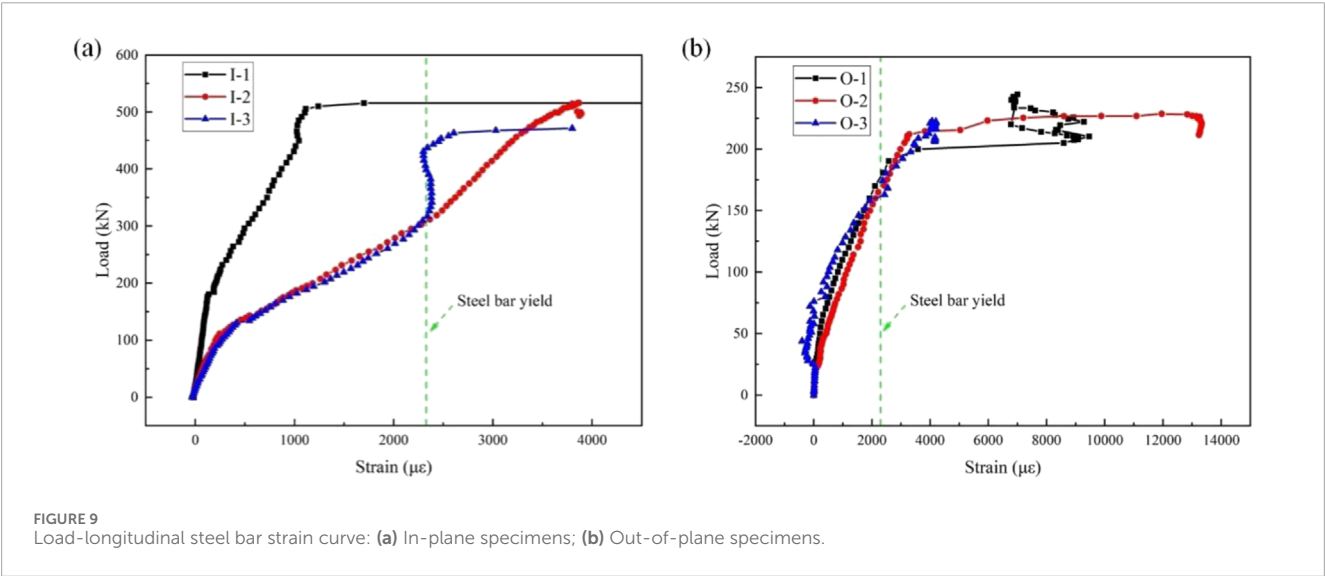 (a)
600
500
400
300
200
100
0
Load (kN)
I-1
I-2
I-3
Steel bar yield
0
1000
2000
3000
4000
Strain (με)
(b)
250
200
150
100
50
0
Load (kN)
O-1
O-2
O-3
Steel bar yield
-2000
0
2000
4000
6000
8000
10000
12000
14000
Strain (με)
FIGURE 9
Load-longitudinal steel bar strain curve: (a) In-plane specimens; (b) Out-of-plane specimens.